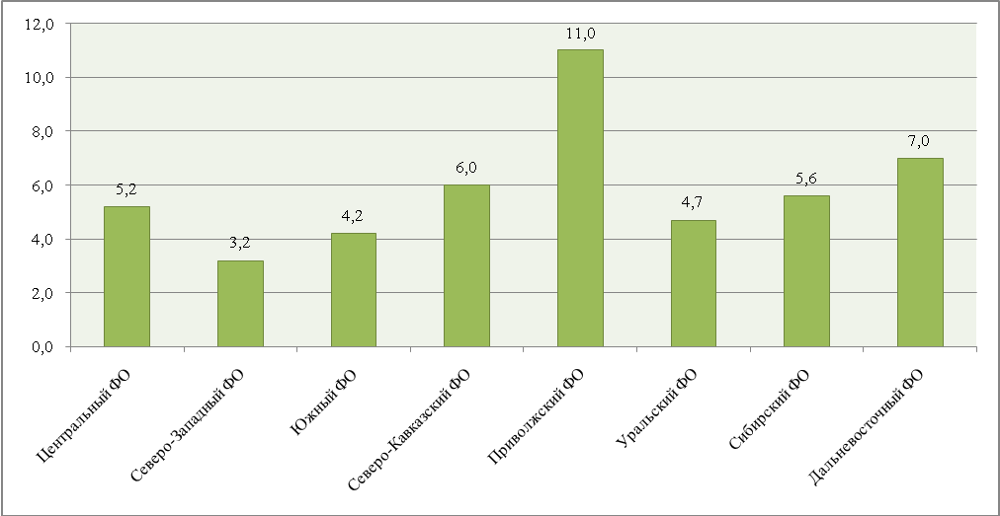 12,0
10,0
8,0
6,0
4,0
2,0
0,0
5,2
3,2
4,2
6,0
11,0
4,7
5,6
7,0
Центральный ФО
Северо-Западный ФО
Южный ФО
Северо-Кавказский ФО
Приволжский ФО
Уральский ФО
Сибирский ФО
Дальневосточный ФО